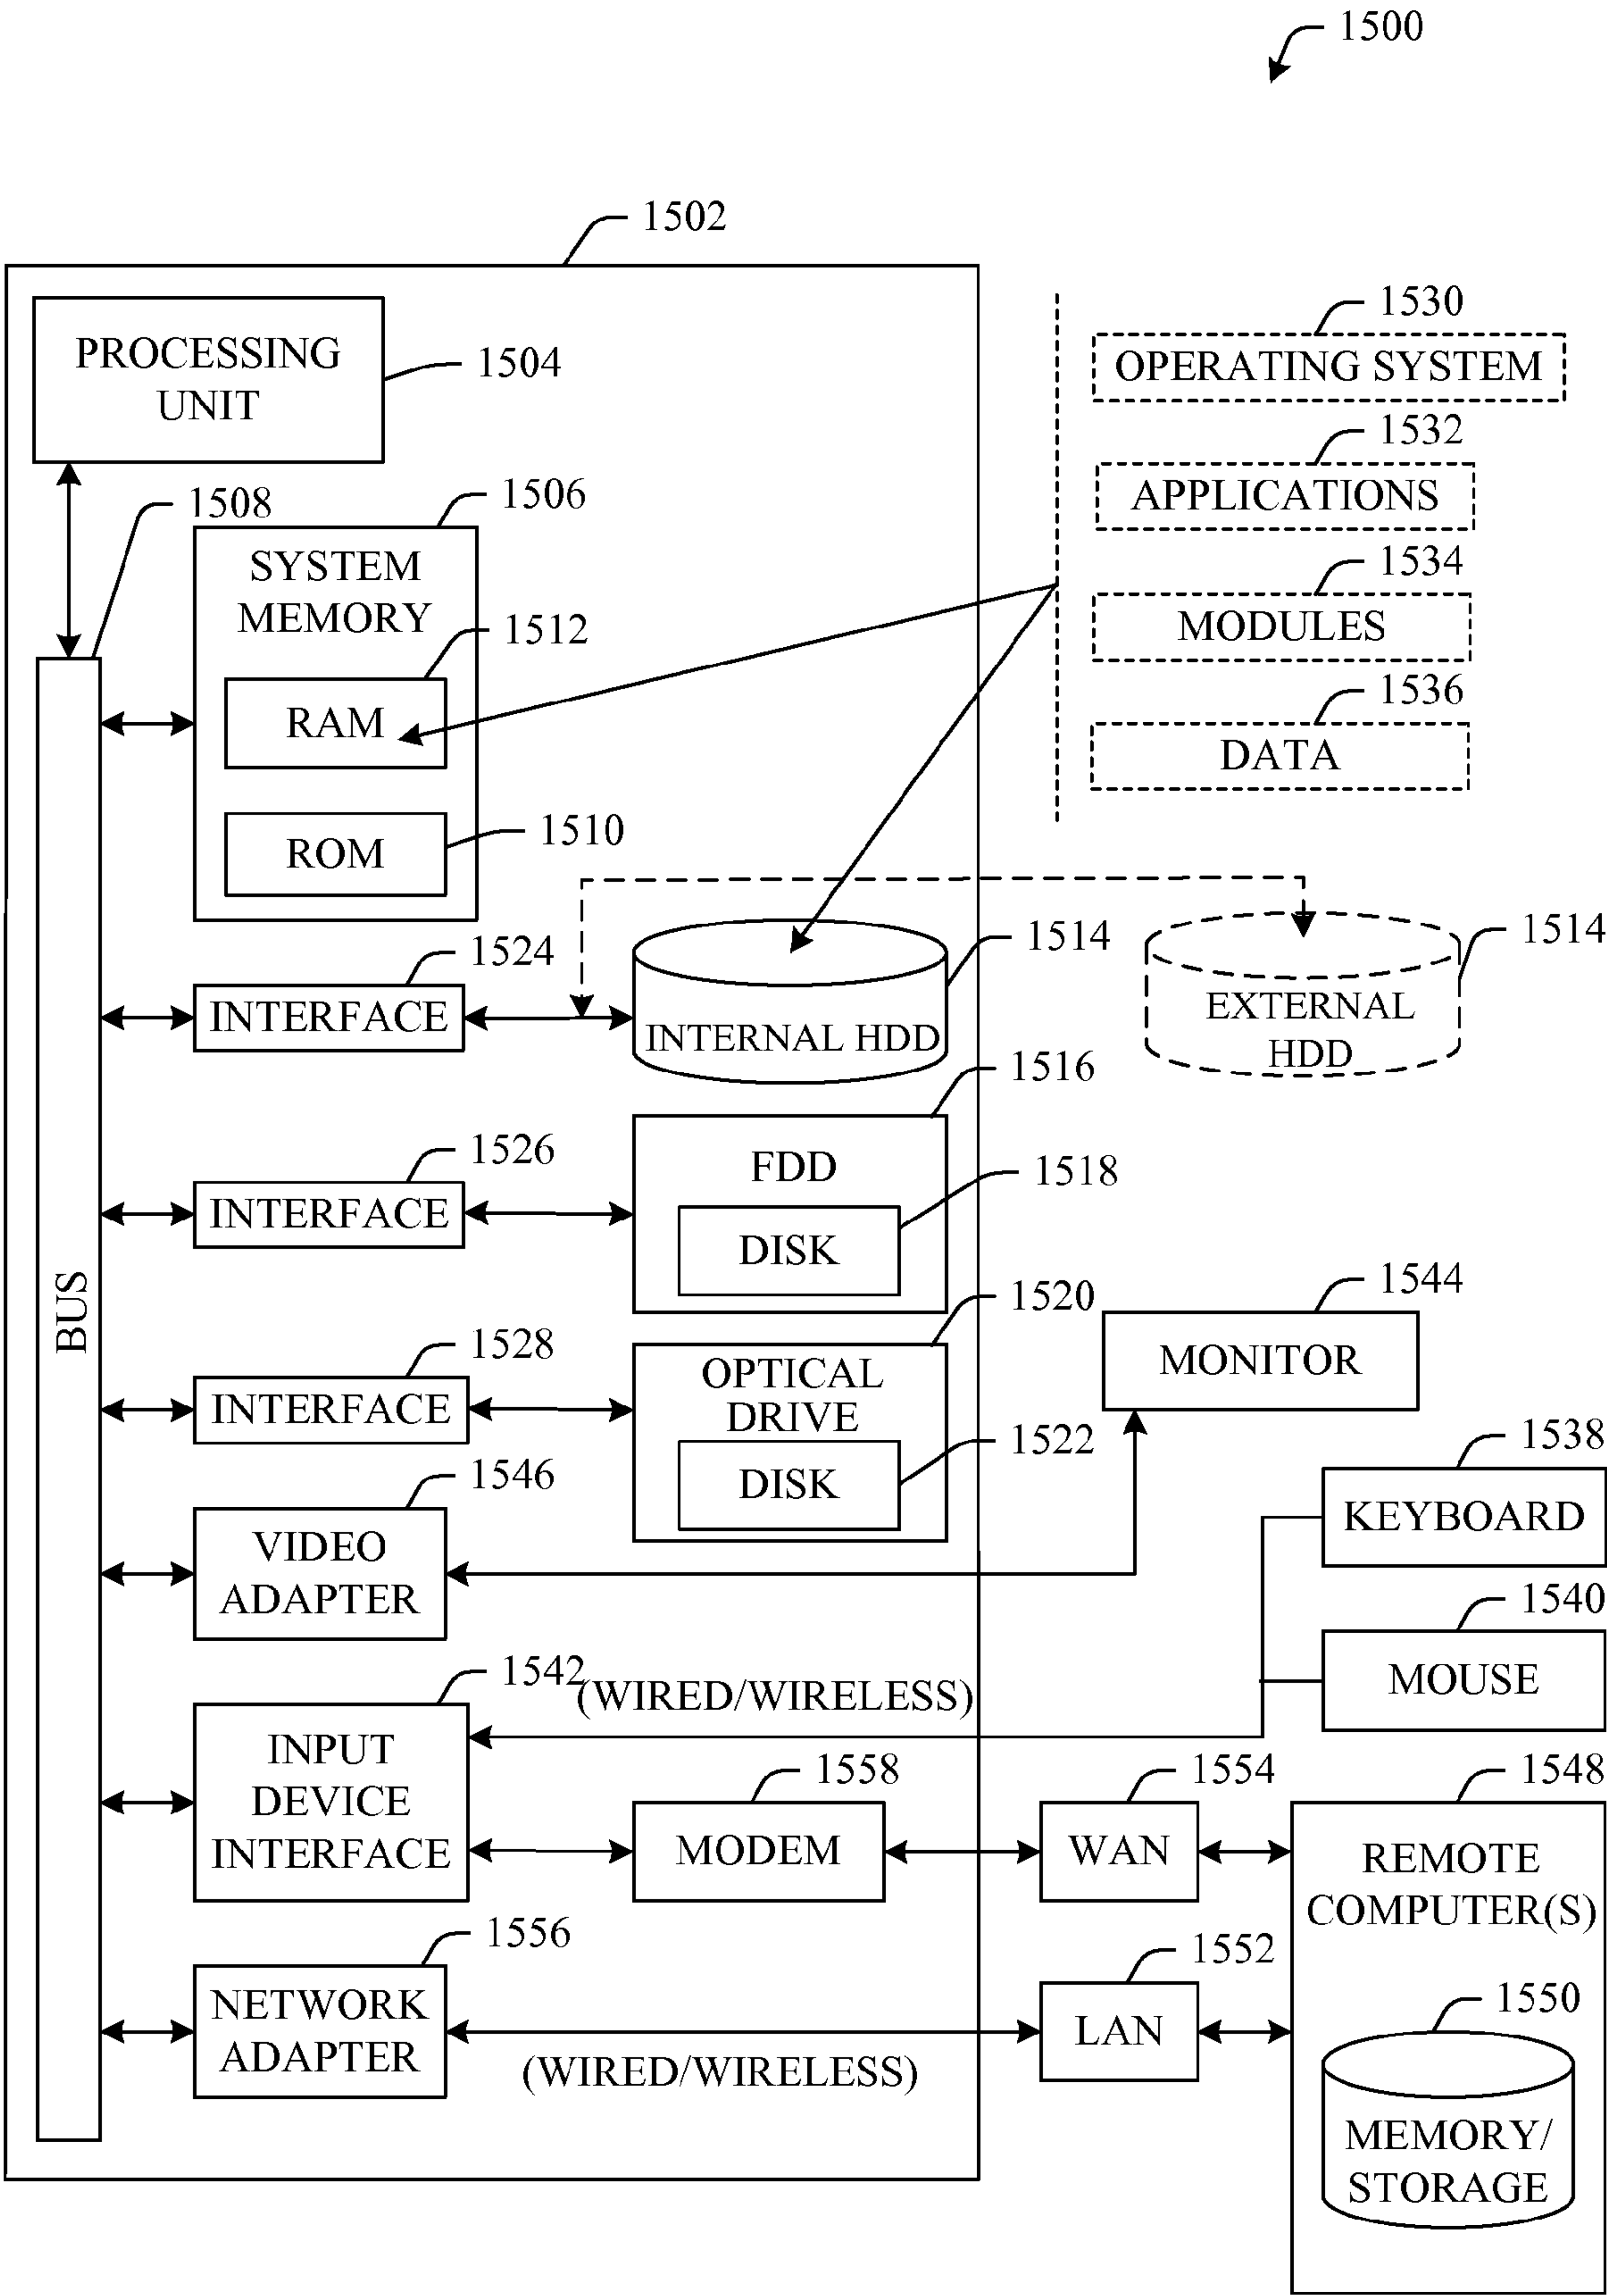 1500
1502
PROCESSING
UNIT
1504
1530
OPERATING SYSTEM
1532
APPLICATIONS
1534
MODULES
1536
DATA
1508
1506
SYSTEM
MEMORY
1512
RAM
1510
ROM
1524
INTERFACE
1514
INTERNAL HDD
1514
EXTERNAL
HDD
1516
FDD
1526
INTERFACE
1518
DISK
BUS
1520
OPTICAL
DRIVE
1528
INTERFACE
1522
DISK
1544
MONITOR
1546
VIDEO
ADAPTER
1538
KEYBOARD
1540
MOUSE
1542
(WIRED/WIRELESS)
INPUT
DEVICE
INTERFACE
1558
MODEM
1554
WAN
1548
REMOTE
COMPUTER(S)
1556
NETWORK
ADAPTER
(WIRED/WIRELESS)
1552
LAN
1550
MEMORY/
STORAGE